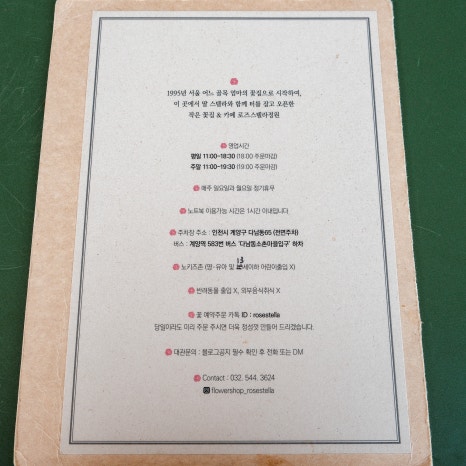 1995년 서울 어느 골목 엄마의 꽃집으로 시작하여,
이 곳에서 딸 스텔라와 함께 터를 잡고 오픈한
작은 꽃집 & 카페 로즈스텔라정원
영업시간
평일 11:00~18:30 (18:00 주문마감)
주말 11:00~19:30 (19:00 주문마감)
매주 일요일과 월요일 정기휴무
노트북 이용가능 시간은 1시간 이내입니다.
주차장 주소 : 인천시 계양구 다남동65 (전면주차)
버스 : 계양역 583번 버스 '다남동소촌마을입구' 하차
노키즈존 (영·유아 및 13세이하 어린이출입 X)
반려동물 출입 X, 외부음식취식 X
꽃 예약주문 카톡 ID : rosestella
당일이라도 미리 주문 주시면 더욱 정성껏 만들어 드리겠습니다.
대관문의 : 블로그공지 필수 확인 후 전화 또는 DM
Contact : 032. 544. 3624
flowershop_rosestella